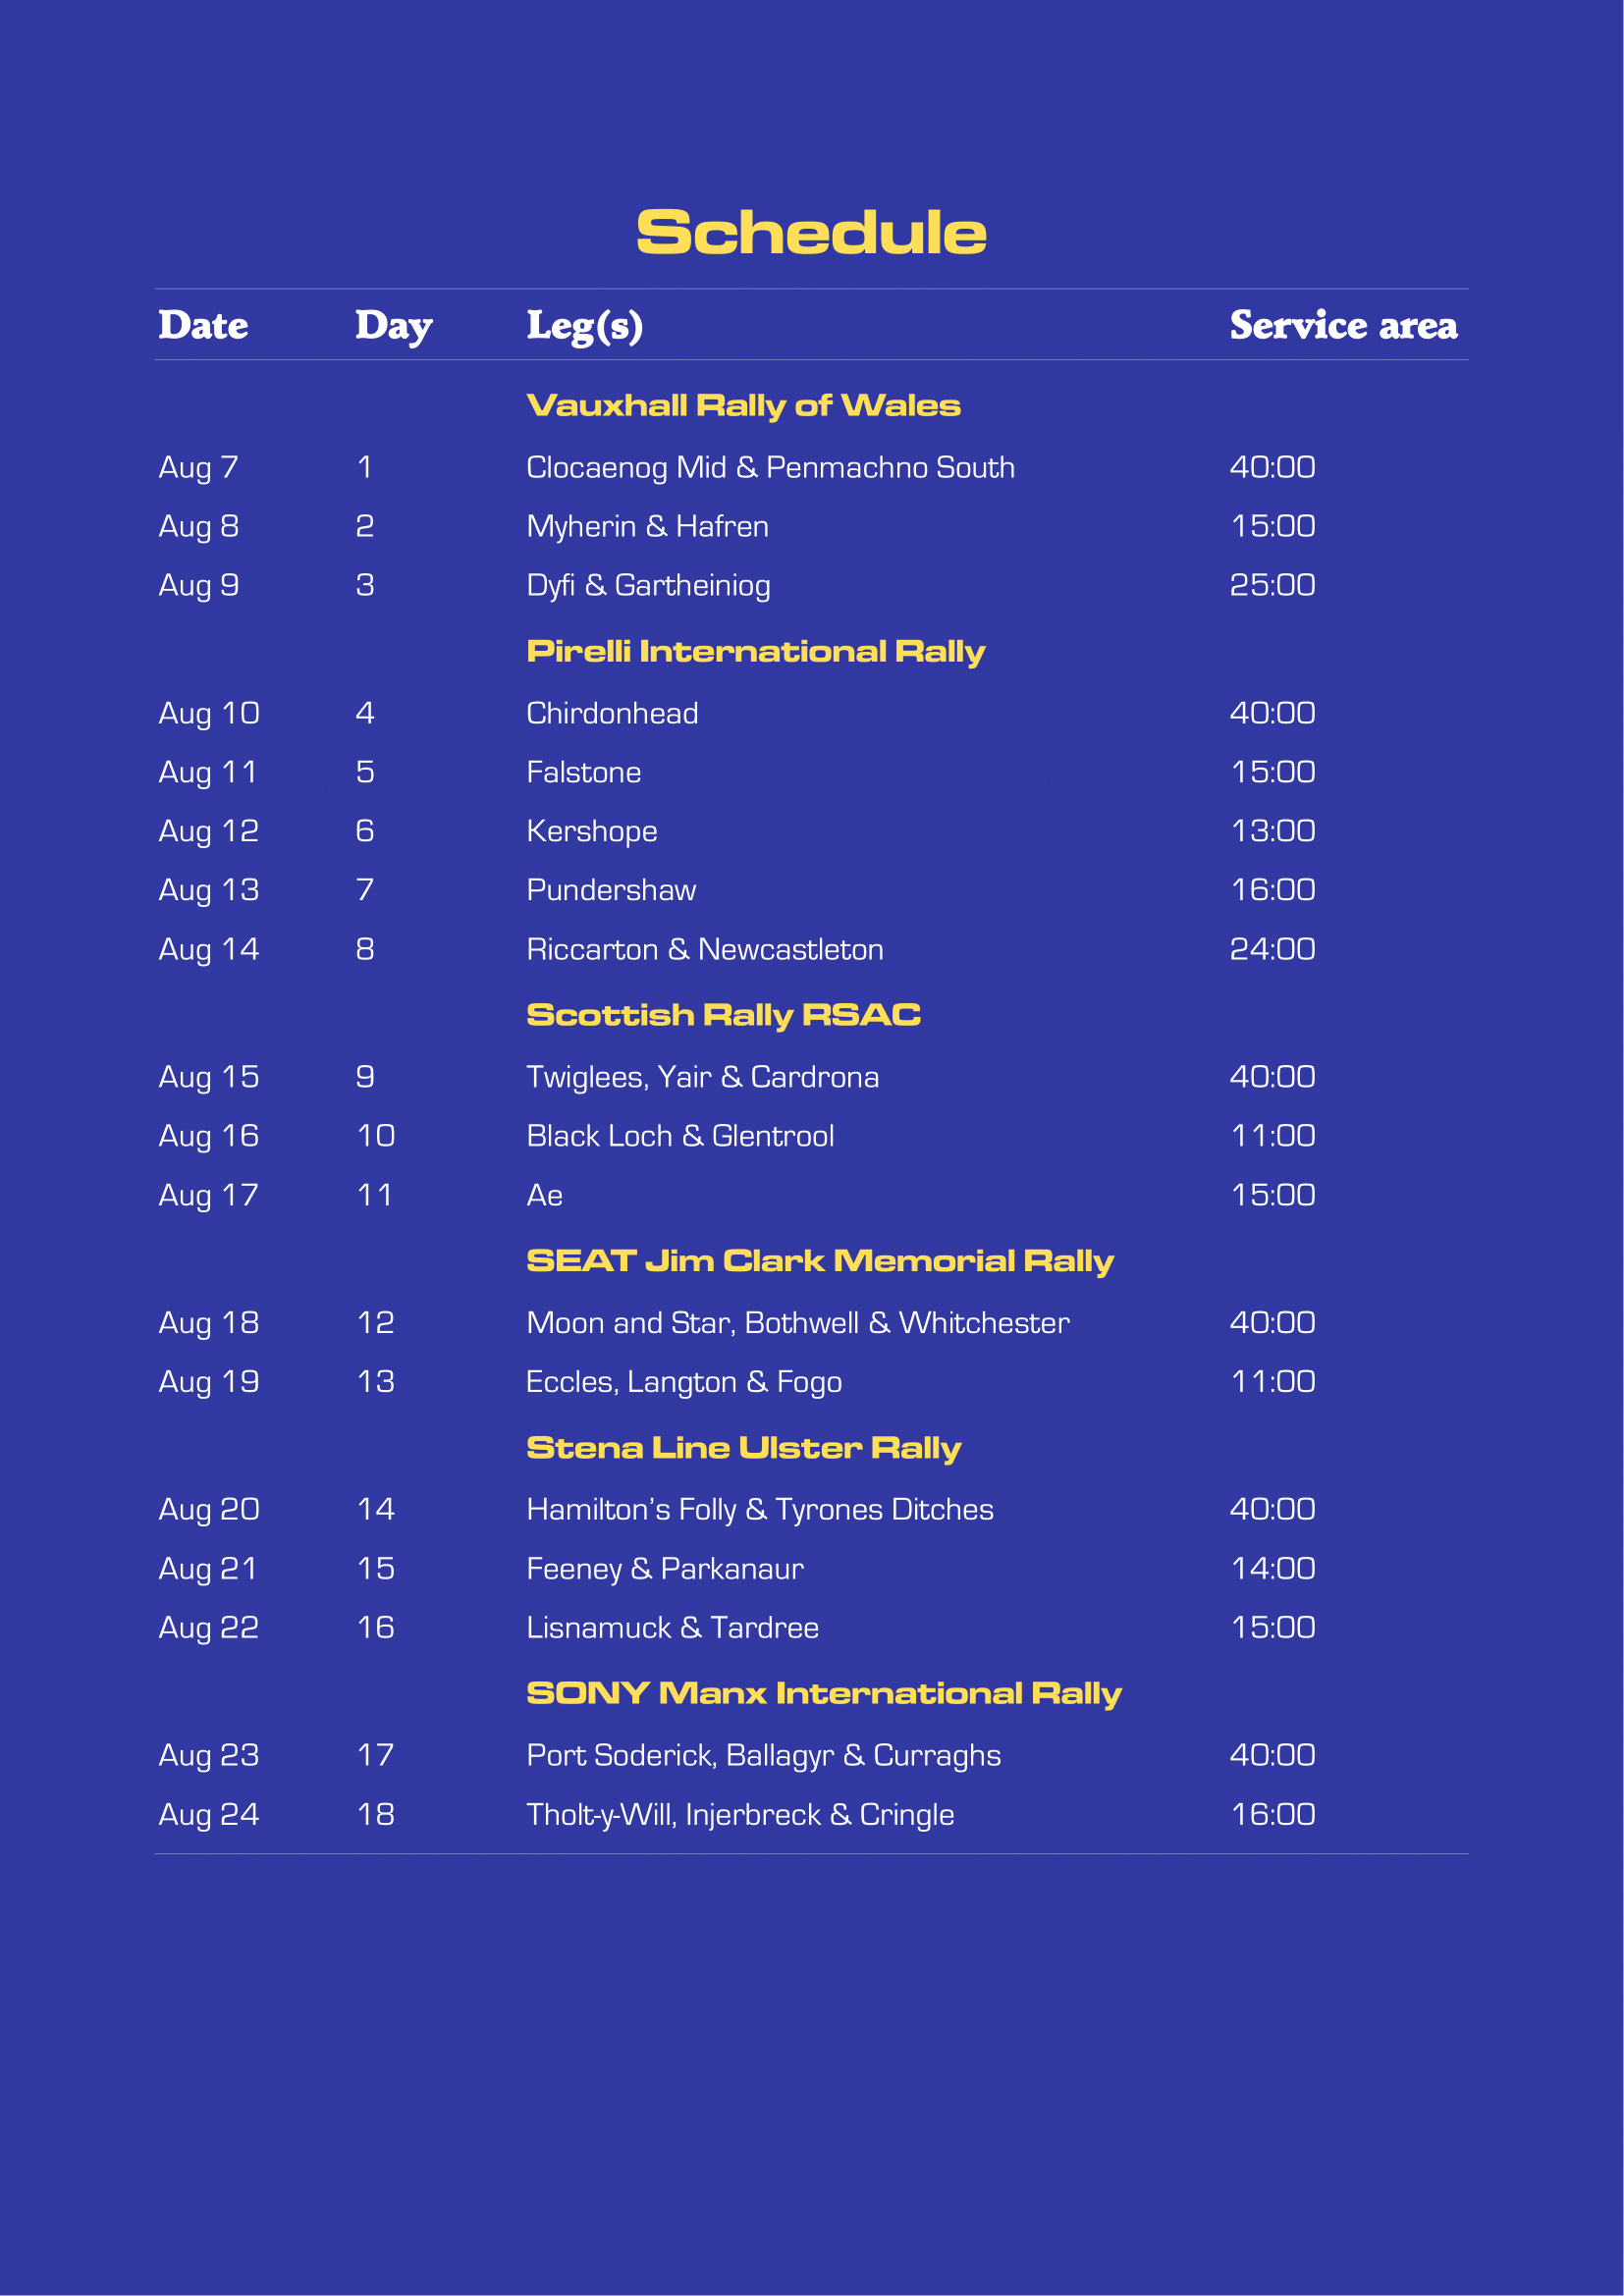 Schedule
Date Day Leg(s) Service area
Vauxhall Rally of Wales
Aug 7 1 Clocaenog Mid & Penmachno South 40:00
Aug 8 2 Myherin & Hafren 15:00
Aug 9 3 Dyfi & Gartheiniog 25:00
Pirelli International Rally
Aug 10 4 Chirdonhead 40:00
Aug 11 5 Falstone 15:00
Aug 12 6 Kershope 13:00
Aug 13 7 Pundershaw 16:00
Aug 14 8 Riccarton & Newcastleton 24:00
Scottish Rally RSAC
Aug 15 9 Twiglees, Yair & Cardrona 40:00
Aug 16 10 Black Loch & Glentrool 11:00
Aug 17 11 Ae 15:00
SEAT Jim Clark Memorial Rally
Aug 18 12 Moon and Star, Bothwell & Whitchester 40:00
Aug 19 13 Eccles, Langton & Fogo 11:00
Stena Line Ulster Rally
Aug 20 14 Hamilton’s Folly & Tyrones Ditches 40:00
Aug 21 15 Feeney & Parkanaur 14:00
Aug 22 16 Lisnamuck & Tardree 15:00
SONY Manx International Rally
Aug 23 17 Port Soderick, Ballagyr & Curraghs 40:00
Aug 24 18 Tholt-y-Will, Injerbreck & Cringle 16:00